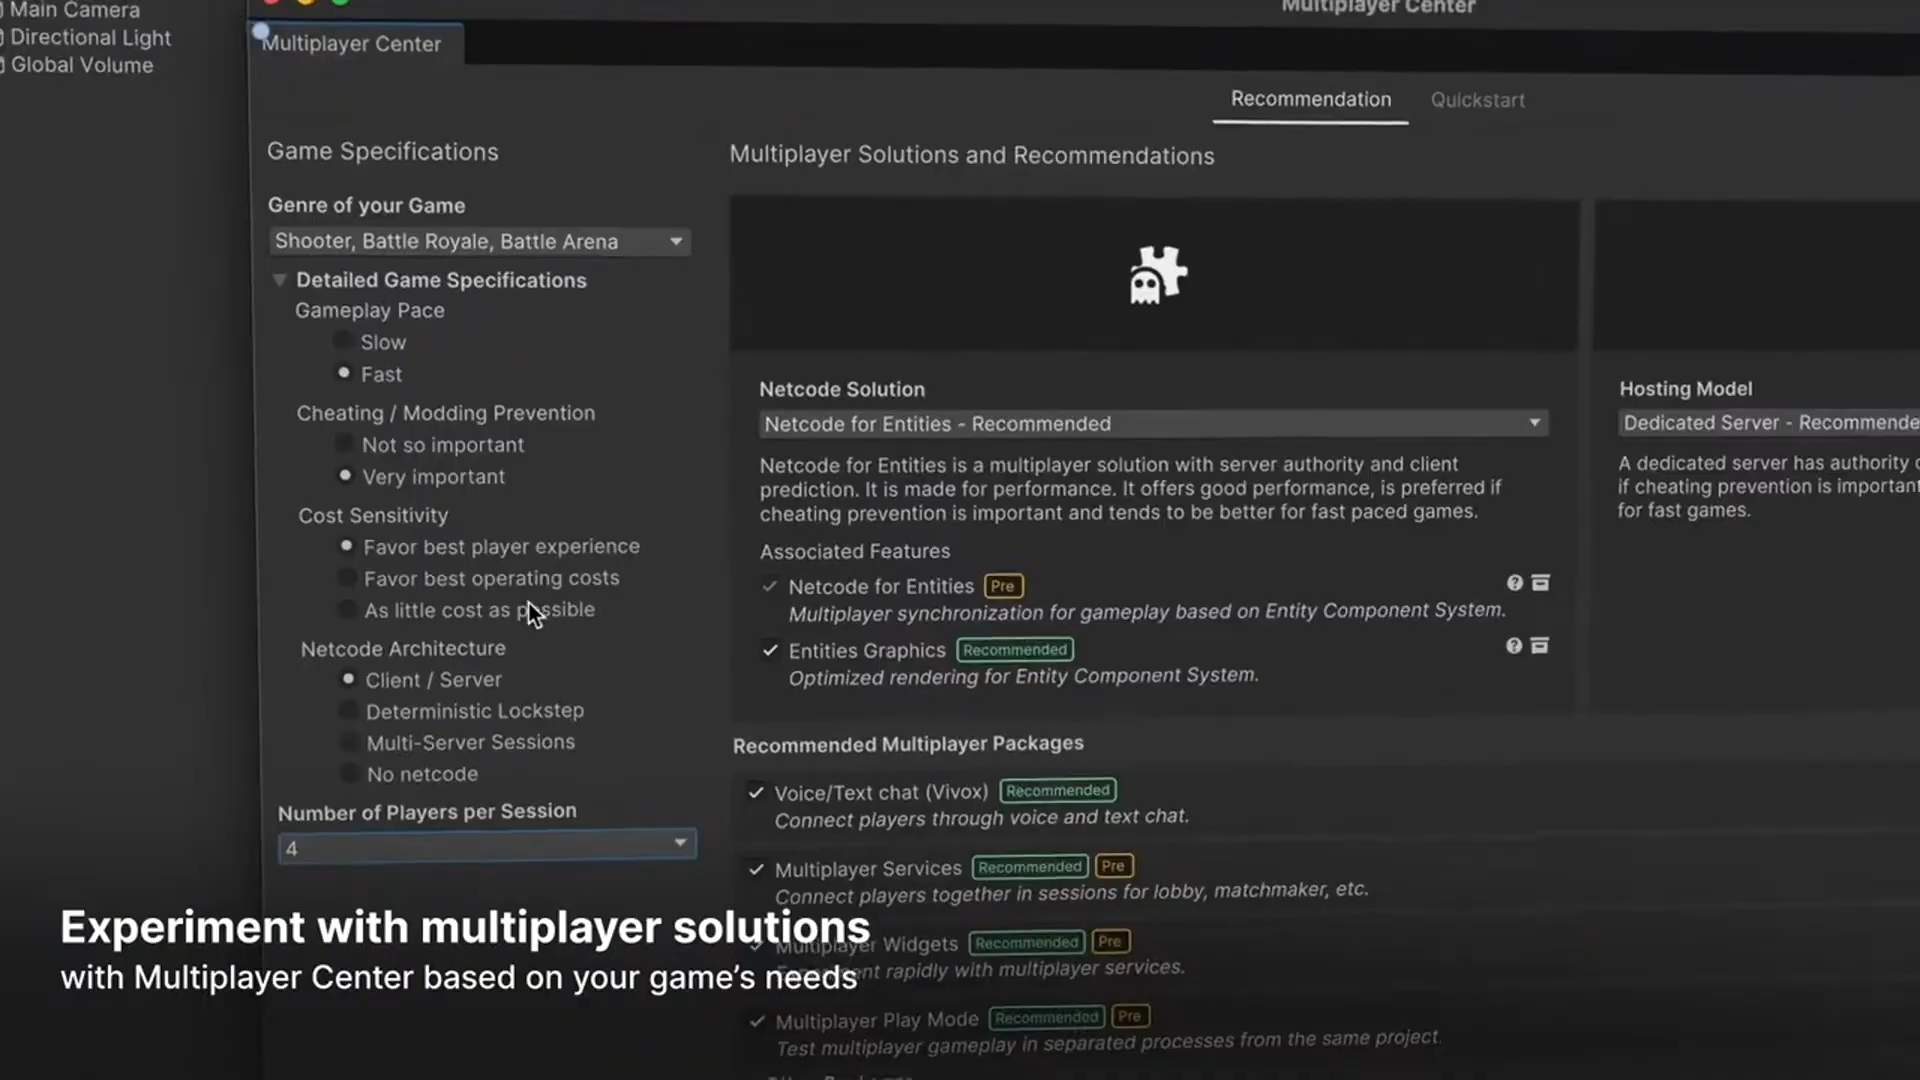 Main Camera
Directional Light
Global Volume
Multiplayer Center
Multiplayer Center
Recommendation
Quickstart
Game Specifications
Genre of your Game
Shooter, Battle Royale, Battle Arena
Detailed Game Specifications
Gameplay Pace
Slow
Fast
Cheating / Modding Prevention
Not so important
Very important
Cost Sensitivity
Favor best player experience
Favor best operating costs
As little cost as possible
Netcode Architecture
Client / Server
Deterministic Lockstep
Multi-Server Sessions
No netcode
Number of Players per Session
4
Multiplayer Solutions and Recommendations
Netcode Solution
Netcode for Entities - Recommended
Netcode for Entities is a multiplayer solution with server authority and client
prediction. It is made for performance. It offers good performance, is preferred if
cheating prevention is important and tends to be better for fast paced games.
Associated Features
Netcode for Entities Pre
Multiplayer synchronization for gameplay based on Entity Component System.
Entities Graphics Recommended
Optimized rendering for Entity Component System.
Hosting Model
Dedicated Server - Recommende
A dedicated server has authority
if cheating prevention is important
for fast games.
Recommended Multiplayer Packages
Voice/Text chat (Vivox) Recommended
Connect players through voice and text chat.
Multiplayer Services Recommended Pre
Connect players together in sessions for lobby, matchmaker, etc.
Multiplayer Widgets Recommended Pre
rapidly with multiplayer services.
Multiplayer Play Mode Recommended Pre
Test multiplayer gameplay in separated processes from the same project.
Experiment with multiplayer solutions
with Multiplayer Center based on your game's needs